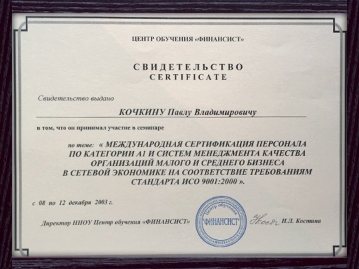 ЦЕНТР ОБУЧЕНИЯ «ФИНАНСИСТ»
СВИДЕТЕЛЬСТВО
CERTIFICATE
Свидетельство выдано
КОЧКИНУ Павлу Владимировичу
в том, что он принимал участие в семинаре
по теме: « МЕЖДУНАРОДНАЯ СЕРТИФИКАЦИЯ ПЕРСОНАЛА
ПО КАТЕГОРИИ А1 И СИСТЕМ МЕНЕДЖМЕНТА КАЧЕСТВА
ОРГАНИЗАЦИЙ МАЛОГО И СРЕДНЕГО БИЗНЕСА
В СЕТЕВОЙ ЭКОНОМИКЕ НА СООТВЕТСТВИЕ ТРЕБОВАНИЯМ
СТАНДАРТА ИСО 9001:2000 ».
с 08 по 12 декабря 2003 г.
Директор ННОУ Центр обучения «ФИНАНСИСТ»
ФИНАНСИСТ
И.Д. Костина